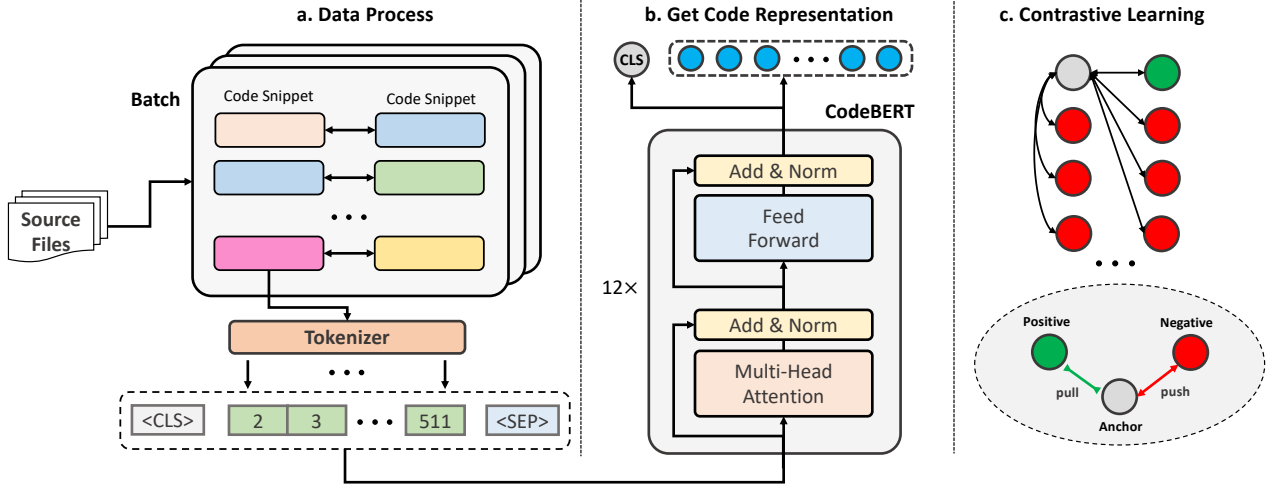 a. Data Process
Batch
Code Snippet
Code Snippet
Source
Files
• • •
Tokenizer
• • •
<CLS>
2
3
• • •
511
<SEP>
b. Get Code Representation
CLS
• • •
CodeBERT
Add & Norm
Feed
Forward
12×
Add & Norm
Multi-Head
Attention
c. Contrastive Learning
• • •
Positive
Negative
pull
push
Anchor